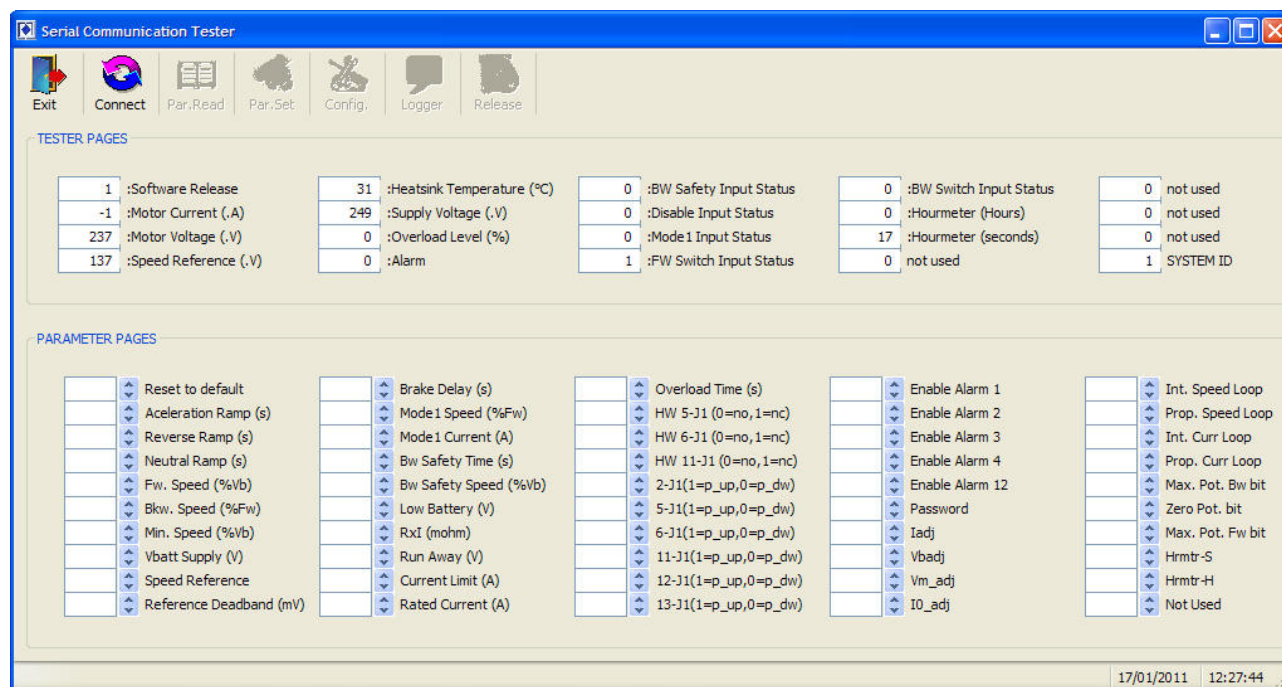 Serial Communication Tester
Exit Connect Par.Read Par.Set Config. Logger Release
TESTER PAGES
1 :Software Release 31 :Heatsink Temperature (°C) 0 :BW Safety Input Status 0 :BW Switch Input Status 0 not used
-1 :Motor Current (.A) 249 :Supply Voltage (.V) 0 :Disable Input Status 0 :Hourmeter (Hours) 0 not used
237 :Motor Voltage (.V) 0 :Overload Level (%) 0 :Mode1 Input Status 17 :Hourmeter (seconds) 0 not used
137 :Speed Reference (.V) 0 :Alarm 1 :FW Switch Input Status 0 not used 1 SYSTEM ID
PARAMETER PAGES
Reset to default Brake Delay (s) Overload Time (s) Enable Alarm 1 Int. Speed Loop
Aceleration Ramp (s) Mode1 Speed (%Fw) HW 5-J1 (0=no,1=nc) Enable Alarm 2 Prop. Speed Loop
Reverse Ramp (s) Mode1 Current (A) HW 6-J1 (0=no,1=nc) Enable Alarm 3 Int. Curr Loop
Neutral Ramp (s) Bw Safety Time (s) HW 11-J1 (0=no,1=nc) Enable Alarm 4 Prop. Curr Loop
Fw. Speed (%Vb) Bw Safety Speed (%Vb) 2-J1(1=p_up,0=p_dw) Enable Alarm 12 Max. Pot. Bw bit
Bkw. Speed (%Fw) Low Battery (V) 5-J1(1=p_up,0=p_dw) Password Zero Pot. bit
Min. Speed (%Vb) RxI (mohm) 6-J1(1=p_up,0=p_dw) Iadj Max. Pot. Fw bit
Vbatt Supply (V) Run Away (V) 11-J1(1=p_up,0=p_dw) Vbadj Hrmtr-S
Speed Reference Current Limit (A) 12-J1(1=p_up,0=p_dw) Vm_adj Hrmtr-H
Reference Deadband (mV) Rated Current (A) 13-J1(1=p_up,0=p_dw) I0_adj Not Used
17/01/2011 12:27:44